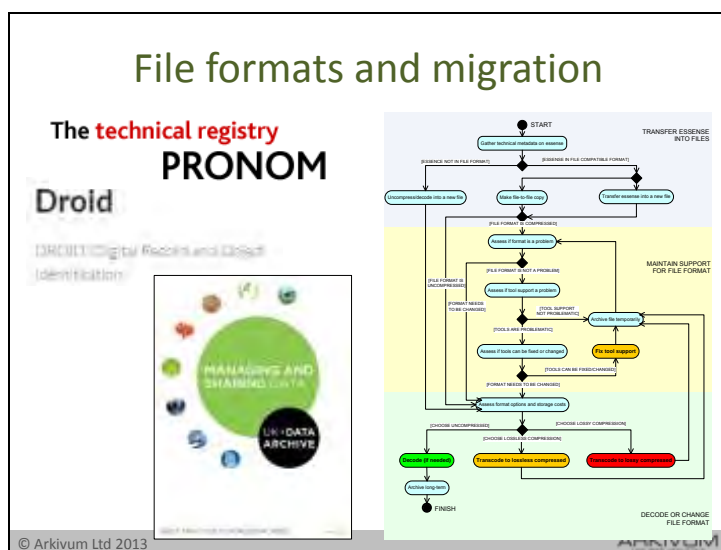 File formats and migration
The technical registry
PRONOM
Droid
DROID (Digital Record and Object
Identification
MANAGING AND
SHARING DATA
UK DATA
ARCHIVE
START
TRANSFER ESSENSE
INTO FILES
Gather technical metadata on essense
[ESSENCE NOT IN FILE FORMAT]
[ESSENSE IN FILE COMPATIBLE FORMAT]
Uncompress/decode into a new file
Make file-to-file copy
Transfer essense into a new file
[FILE FORMAT IS COMPRESSED]
Assess if format is a problem
MAINTAIN SUPPORT
FOR FILE FORMAT
[FILE FORMAT IS
UNCOMPRESSED]
[FILE FORMAT IS NOT A PROBLEM]
Assess if tool support a problem
[FORMAT NEEDS
TO BE CHANGED]
[TOOL SUPPORT
NOT PROBLEMATIC]
Archive file temporarily
[TOOLS ARE PROBLEMATIC]
Assess if tools can be fixed or changed
Fix tool support
[TOOLS CAN BE FIXED/CHANGED]
[FORMAT NEEDS TO BE CHANGED]
Assess format options and storage costs
[CHOOSE UNCOMPRESSED]
[CHOOSE LOSSY COMPRESSION]
[CHOOSE LOSSLESS COMPRESSION]
Decode (if needed)
Transcode to lossless compressed
Transcode to lossy compressed
Archive long-term
FINISH
DECODE OR CHANGE
FILE FORMAT
© Arkivum Ltd 2013
ARKIVUM